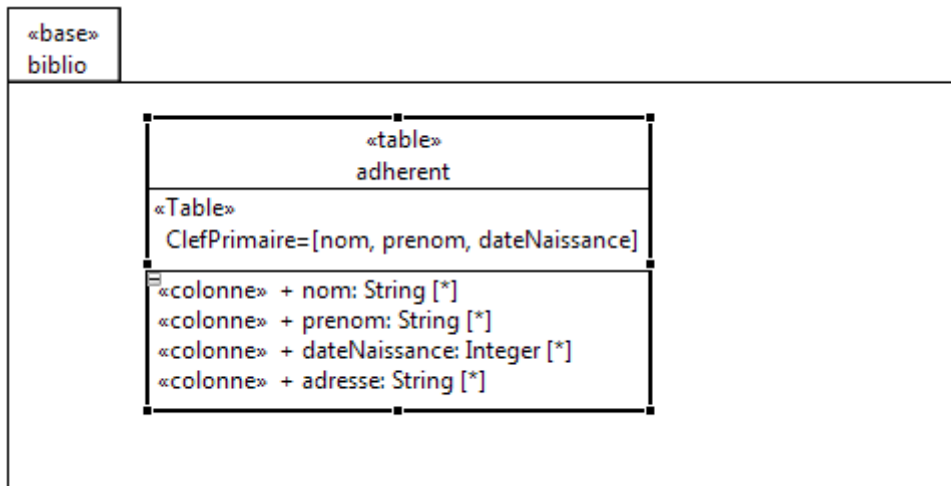 «base»
biblio
«table»
adherent
«Table»
ClefPrimaire=[nom, prenom, dateNaissance]
«colonne» + nom: String [*]
«colonne» + prenom: String [*]
«colonne» + dateNaissance: Integer [*]
«colonne» + adresse: String [*]